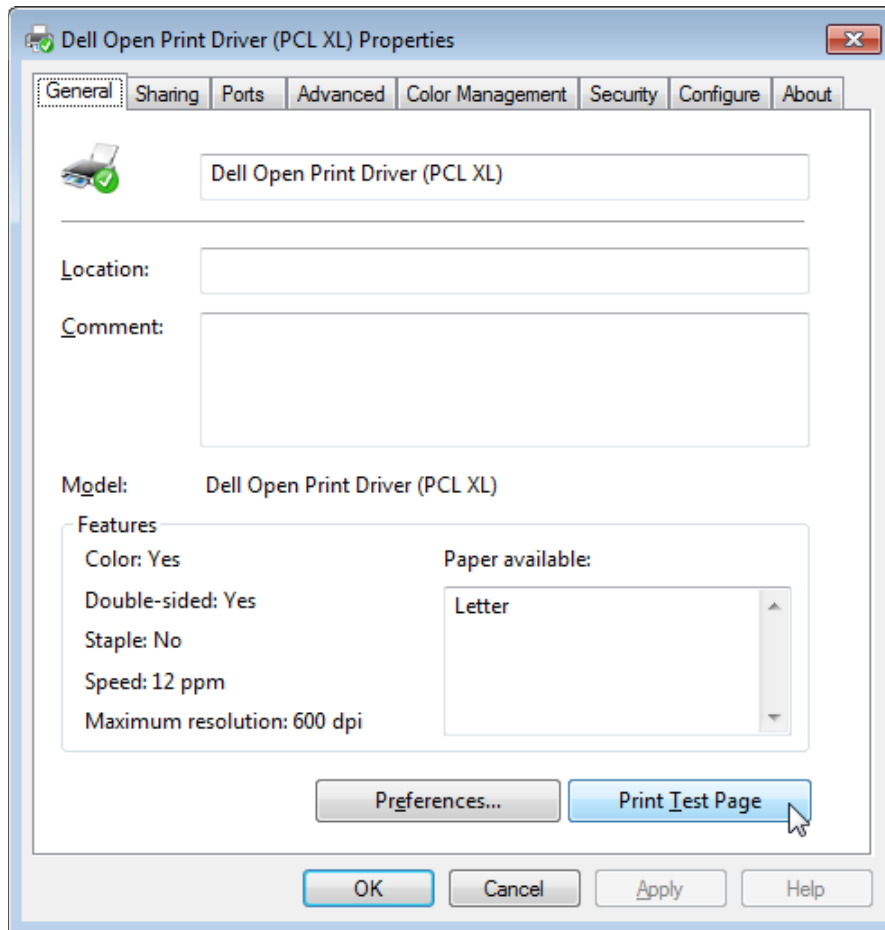 Dell Open Print Driver (PCL XL) Properties
General Sharing Ports Advanced Color Management Security Configure About
Dell Open Print Driver (PCL XL)
Location:
Comment:
Model: Dell Open Print Driver (PCL XL)
Features
Color: Yes Paper available:
Double-sided: Yes Letter
Staple: No
Speed: 12 ppm
Maximum resolution: 600 dpi
Preferences... Print Test Page
OK Cancel Apply Help